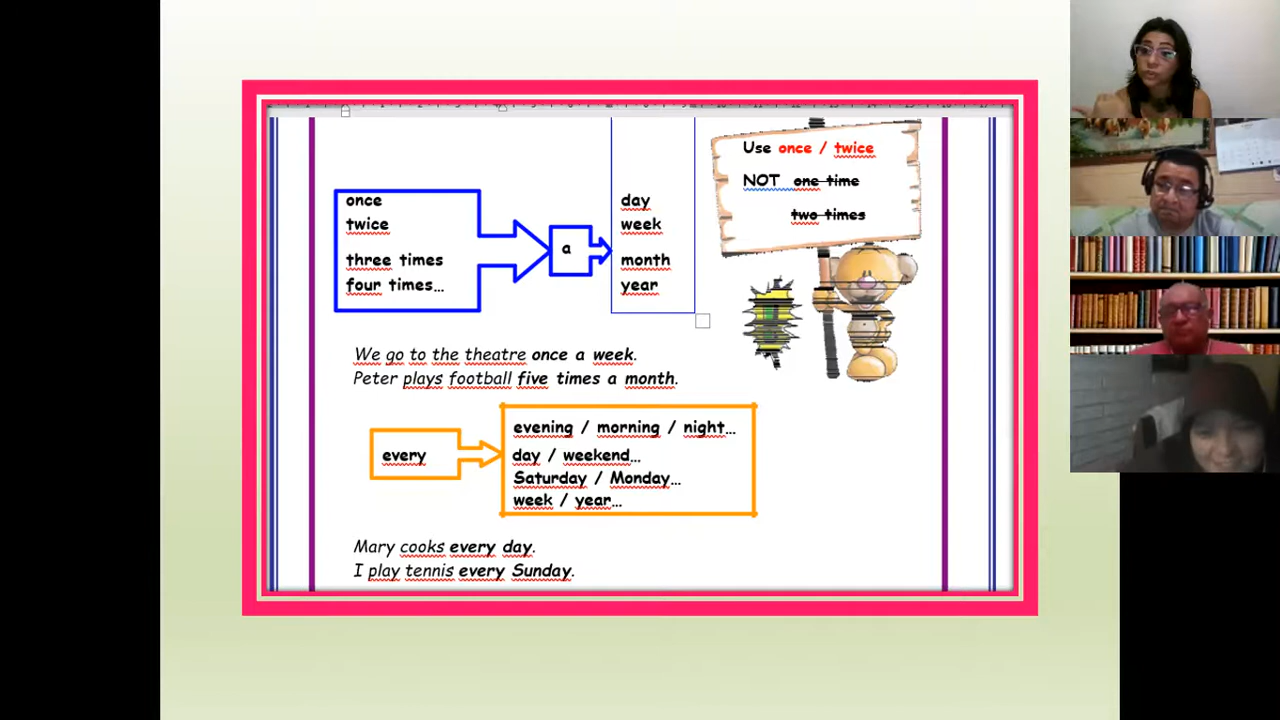 Use once / twice
NOT one time
two times
once
twice
three times
four times…
a
day
week
month
year
We go to the theatre once a week.
Peter plays football five times a month.
every
evening / morning / night…
day / weekend…
Saturday / Monday…
week / year…
Mary cooks every day.
I play tennis every Sunday.